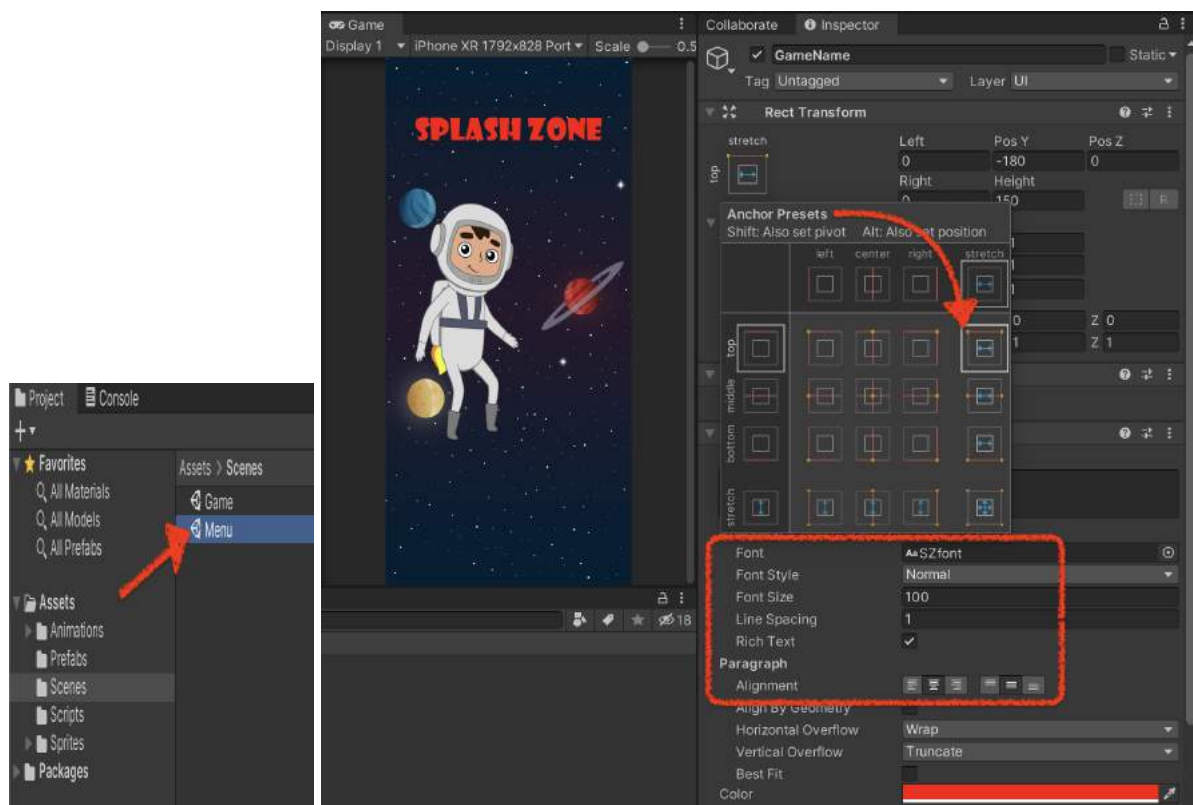 Project Console
Favorites
All Materials
All Models
All Prefabs
Assets
Animations
Prefabs
Scenes
Scripts
Sprites
Packages
Assets > Scenes
Game
Menu
Game
Display 1 iPhone XR 1792x828 Port Scale 0.5
SPLASH ZONE
18
Collaborate Inspector
GameName Static
Tag Untagged Layer UI
Rect Transform
stretch Left Pos Y Pos Z
top 0 -180 0
Right Height
0 150 R
Anchor Presets
Shift: Also set pivot Alt: Also set position
left center right stretch
top
middle
bottom
stretch
0 Z 0
1 Z 1
Font SZfont
Font Style Normal
Font Size 100
Line Spacing 1
Rich Text
Paragraph
Alignment
Align By Geometry
Horizontal Overflow Wrap
Vertical Overflow Truncate
Best Fit
Color